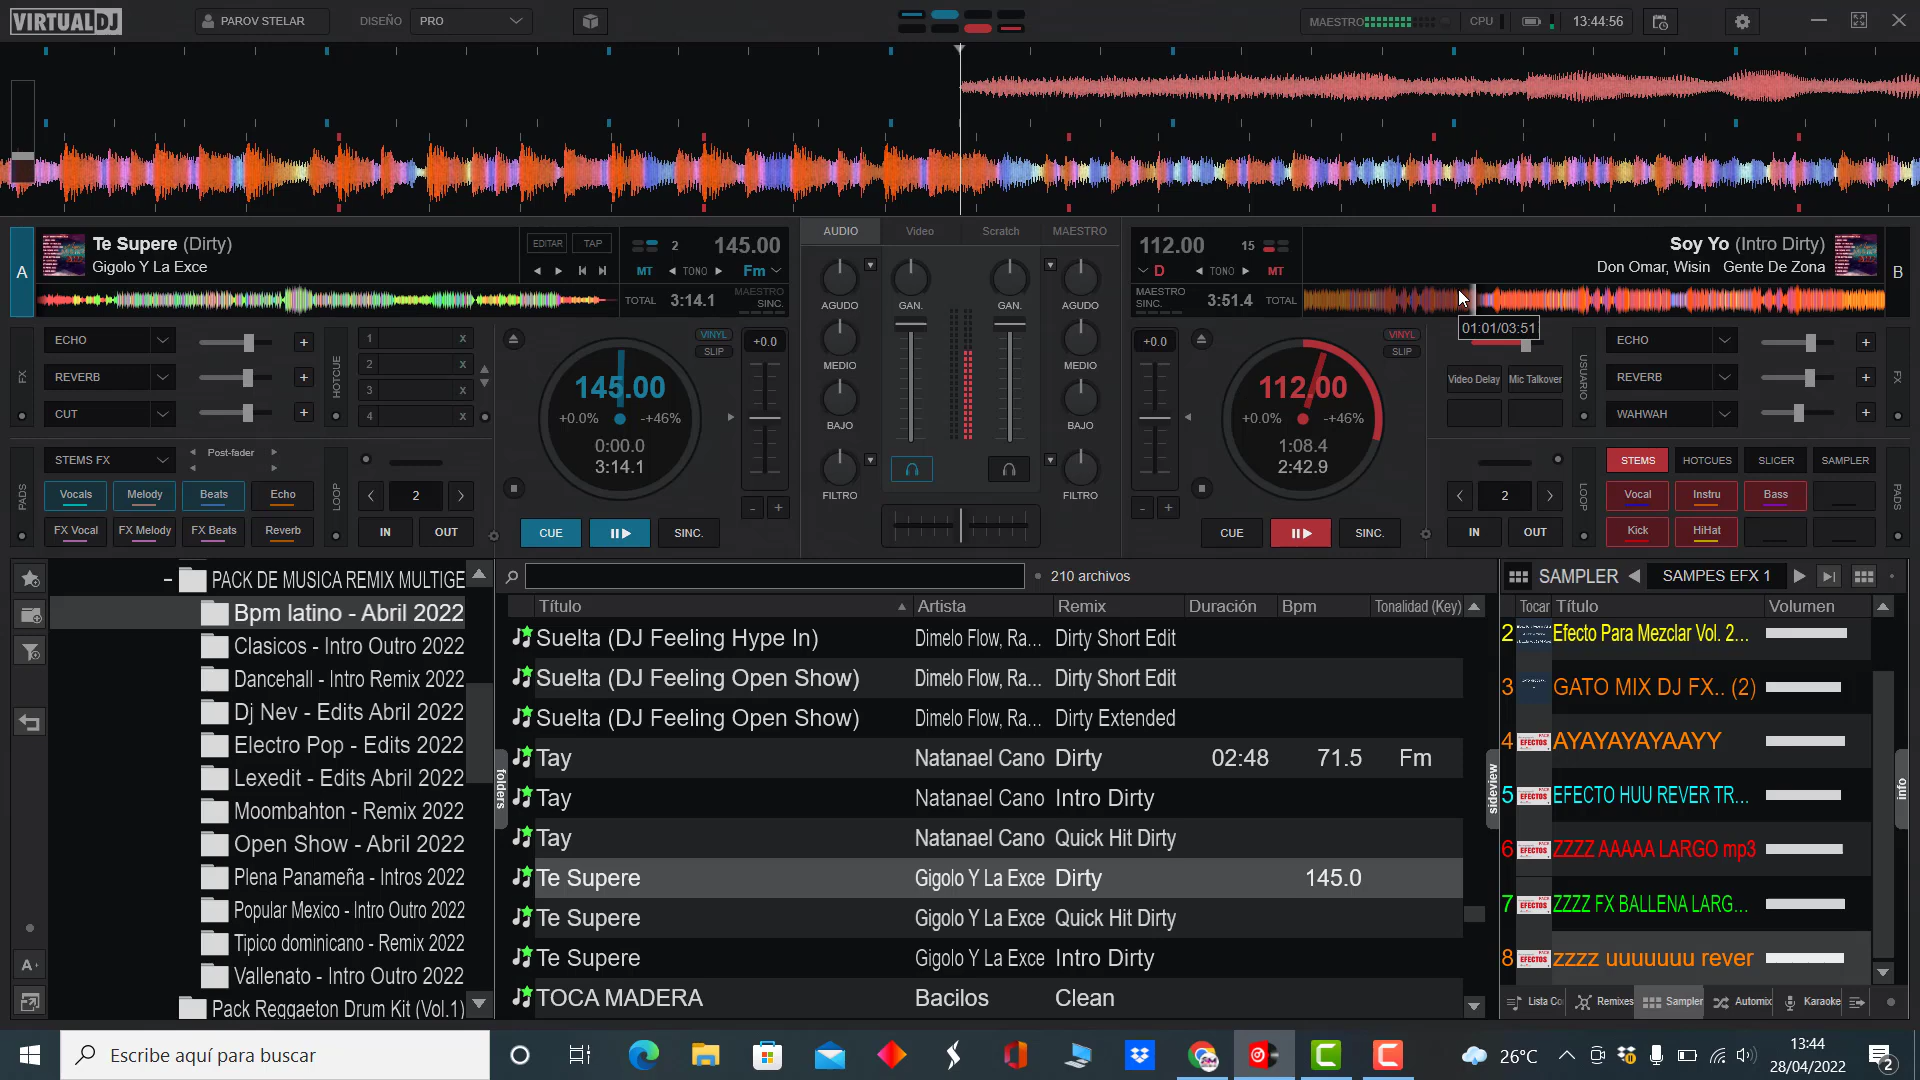 VIRTUALDJ
PAROV STELAR
DISEÑO
PRO
MAESTRO
CPU
13:44:56
A
Te Supere (Dirty)
Gigolo Y La Exce
EDITAR
TAP
2
145.00
MT
TONO
Fm
TOTAL
3:14.1
MAESTRO
SINC.
AUDIO
Video
Scratch
MAESTRO
112.00
15
D
TONO
MT
MAESTRO
SINC.
3:51.4
TOTAL
Soy Yo (Intro Dirty)
Don Omar, Wisin Gente De Zona
B
01:01/03:51
FX
ECHO
+
REVERB
+
CUT
+
HOTCUE
1 x
2 x
3 x
4 x
VINYL
SLIP
145.00
+0.0%
-+46%
0:00.0
3:14.1
+0.0
- +
AGUDO
GAN.
GAN.
AGUDO
MEDIO
MEDIO
BAJO
BAJO
FILTRO
FILTRO
+0.0
- +
VINYL
SLIP
112.00
+0.0%
-+46%
1:08.4
2:42.9
Video Delay
Mic Talkover
USUARIO
ECHO
+
REVERB
+
WAHWAH
+
FX
PADS
STEMS FX
Post-fader
Vocals
Melody
Beats
Echo
FX Vocal
FX Melody
FX Beats
Reverb
LOOP
2
IN
OUT
CUE
SINC.
CUE
SINC.
2
IN
OUT
LOOP
STEMS
HOTCUES
SLICER
SAMPLER
Vocal
Instru
Bass
Kick
HiHat
PADS
PACK DE MUSICA REMIX MULTIGE
Bpm latino - Abril 2022
Clasicos - Intro Outro 2022
Dancehall - Intro Remix 2022
Dj Nev - Edits Abril 2022
Electro Pop - Edits 2022
Lexedit - Edits Abril 2022
Moombahton - Remix 2022
Open Show - Abril 2022
Plena Panameña - Intros 2022
Popular Mexico - Intro Outro 2022
Tipico dominicano - Remix 2022
Vallenato - Intro Outro 2022
Pack Reggaeton Drum Kit (Vol.1)
folders
210 archivos
Título Artista Remix Duración Bpm Tonalidad (Key)
Suelta (DJ Feeling Hype In) Dimelo Flow, Ra... Dirty Short Edit
Suelta (DJ Feeling Open Show) Dimelo Flow, Ra... Dirty Short Edit
Suelta (DJ Feeling Open Show) Dimelo Flow, Ra... Dirty Extended
Tay Natanael Cano Dirty 02:48 71.5 Fm
Tay Natanael Cano Intro Dirty
Tay Natanael Cano Quick Hit Dirty
Te Supere Gigolo Y La Exce Dirty 145.0
Te Supere Gigolo Y La Exce Quick Hit Dirty
Te Supere Gigolo Y La Exce Intro Dirty
TOCA MADERA Bacilos Clean
sideview
SAMPLER
SAMPES EFX 1
Tocar Título Volumen
2 Efecto Para Mezclar Vol. 2...
3 GATO MIX DJ FX.. (2)
4 EFECTOS AYAYAYAYAAYY
5 EFECTOS EFECTO HUU REVER TR...
6 EFECTOS ZZZZ AAAAA LARGO mp3
7 EFECTOS ZZZZ FX BALLENA LARG...
8 EFECTOS zzzz uuuuuuu rever
info
Lista Co
Remixes
Sampler
Automix
Karaoke
A+
Escribe aquí para buscar
26°C
13:44
28/04/2022
2